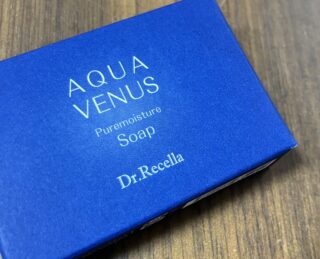 AQUA
VENUS
Puremoisture
Soap
Dr.Recella